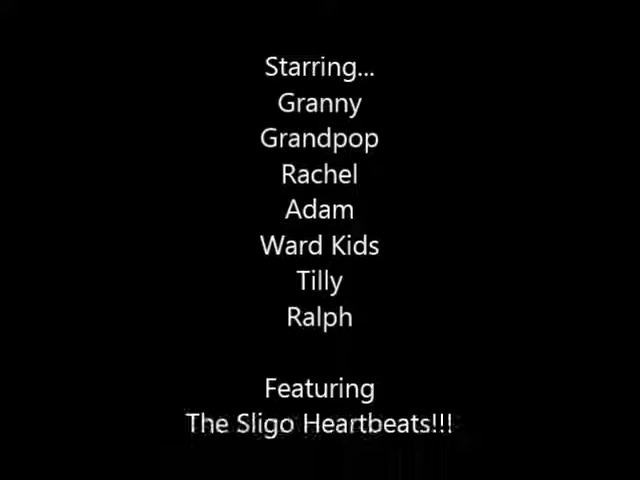 Starring...
Granny
Grandpop
Rachel
Adam
Ward Kids
Tilly
Ralph
Featuring
The Sligo Heartbeats!!!